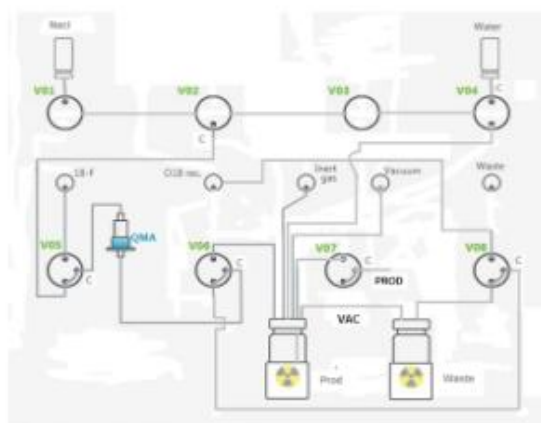 NaCl
Water
V01
V02
V03
V04
C
C
18-F
O18 rec.
Inert
gas
Vacuum
Waste
V05
QMA
V06
V07
V08
C
C
C
C
PROD
VAC
Prod
Waste